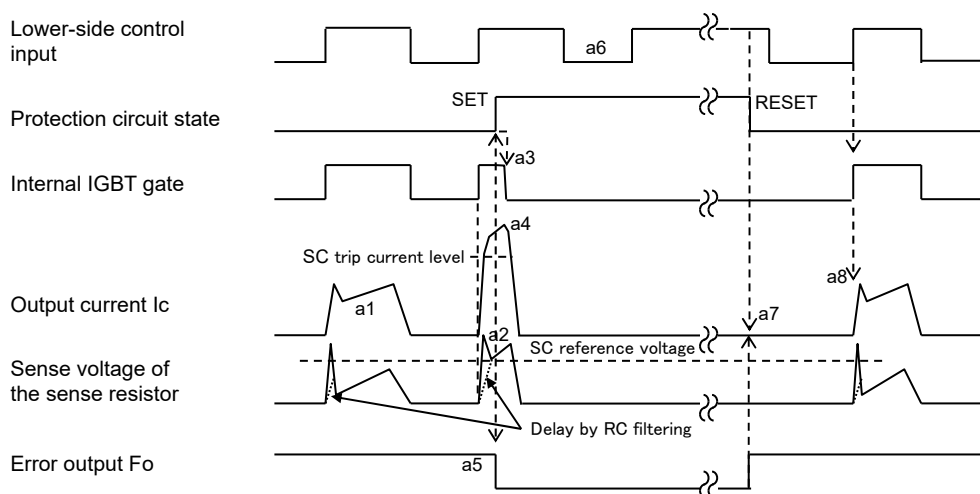 Lower-side control
input
a6
SET
RESET
Protection circuit state
a3
Internal IGBT gate
a4
SC trip current level
a8
Output current Ic
a1
a7
a2
SC reference voltage
Sense voltage of
the sense resistor
Delay by RC filtering
Error output Fo
a5